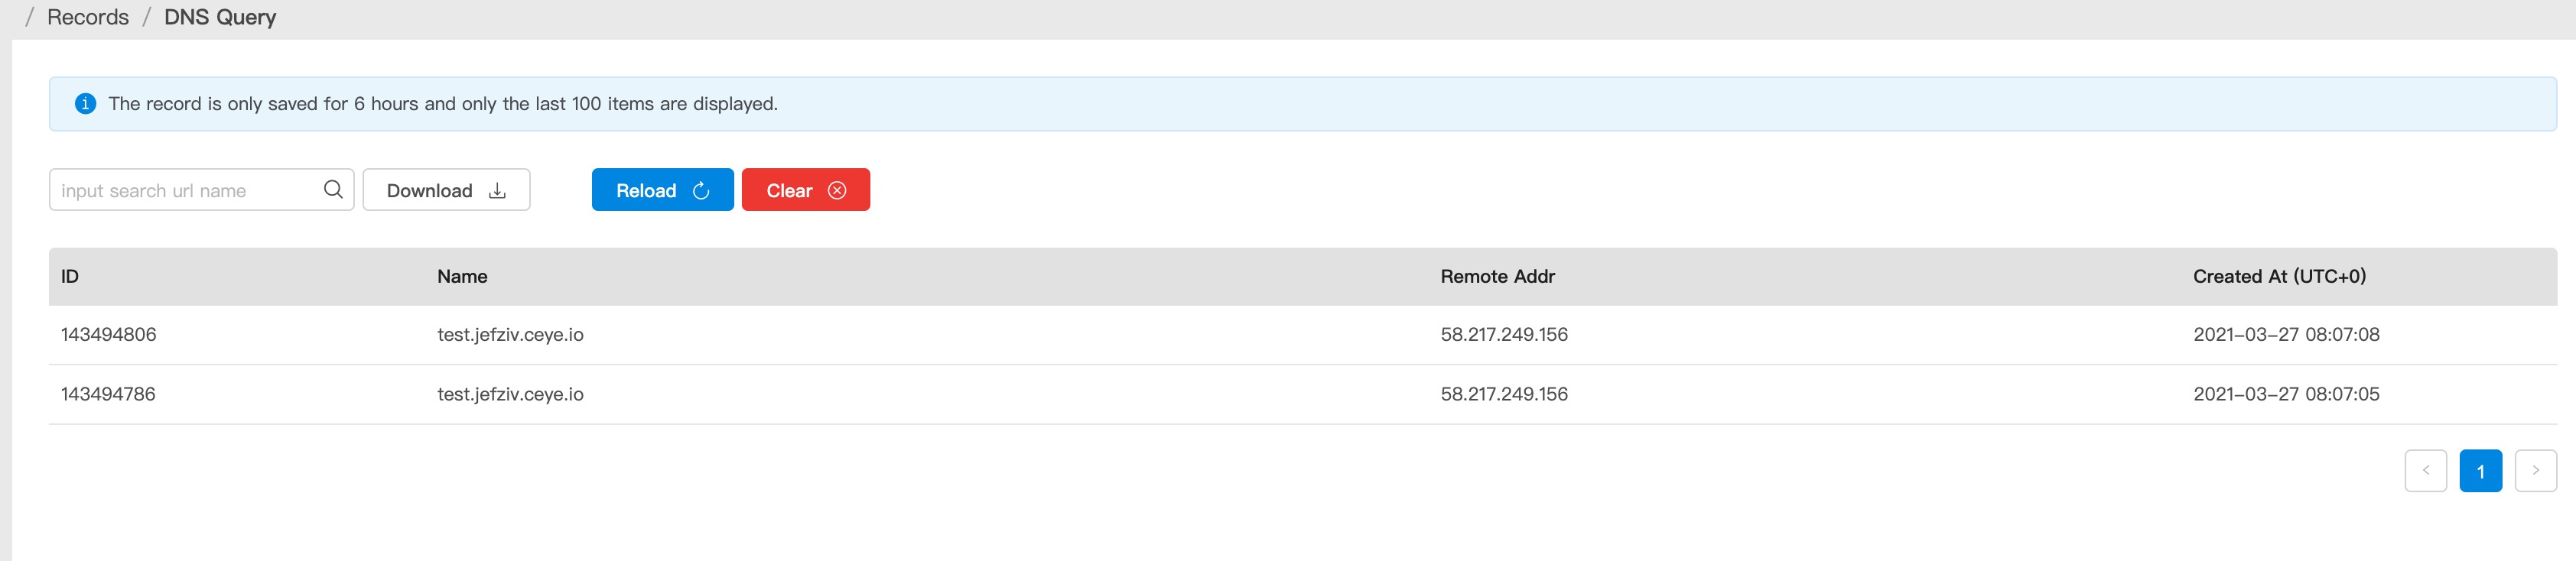 / Records / DNS Query
The record is only saved for 6 hours and only the last 100 items are displayed.
input search url name Download Reload Clear
ID Name Remote Addr Created At (UTC+0)
143494806 test.jefziv.ceye.io 58.217.249.156 2021-03-27 08:07:08
143494786 test.jefziv.ceye.io 58.217.249.156 2021-03-27 08:07:05
< 1 >